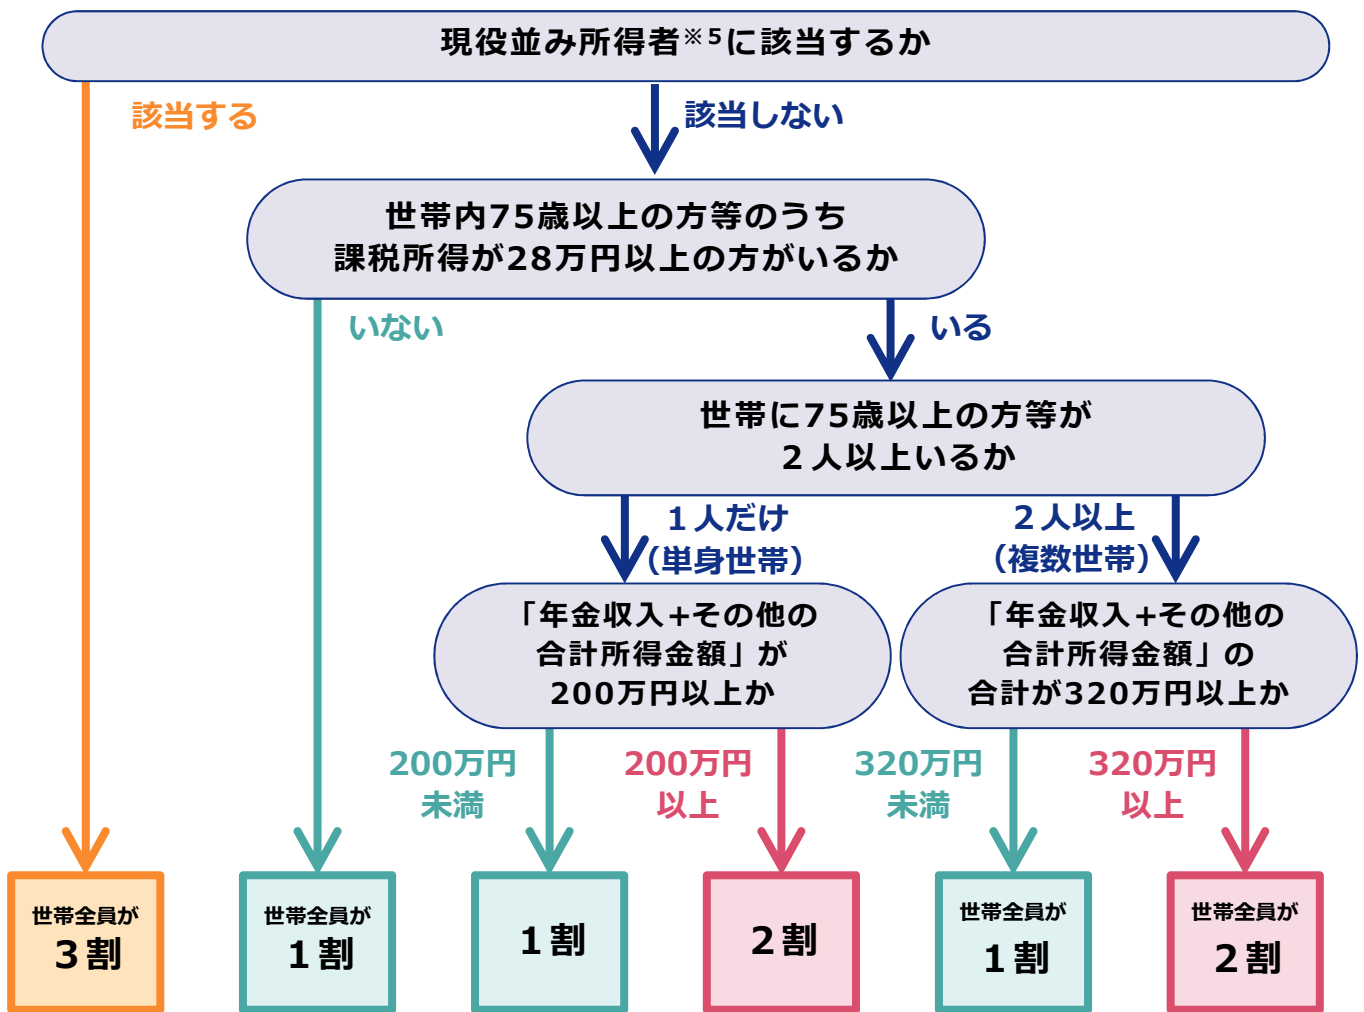 現役並み所得者※5に該当するか
該当する
該当しない
世帯内75歳以上の方等のうち
課税所得が28万円以上の方がいるか
いない
いる
世帯に75歳以上の方等が
２人以上いるか
１人だけ
（単身世帯）
２人以上
（複数世帯）
「年金収入+その他の
合計所得金額」が
200万円以上か
「年金収入+その他の
合計所得金額」の
合計が320万円以上か
200万円
未満
200万円
以上
320万円
未満
320万円
以上
世帯全員が
３割
世帯全員が
１割
１割
２割
世帯全員が
１割
世帯全員が
２割